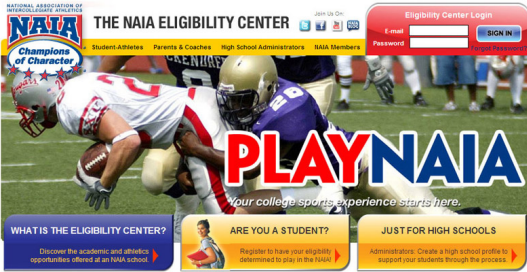 NATIONAL ASSOCIATION OF
INTERCOLLEGIATE ATHLETICS
NAIA
Champions
of Character
THE NAIA ELIGIBILITY CENTER
Join Us On:
Student-Athletes Parents & Coaches High School Administrators NAIA Members
Eligibility Center Login
E-mail
Password
SIGN IN
Forgot Password?
26
PLAYNAIA
Your college sports experience starts here.
WHAT IS THE ELIGIBILITY CENTER?
Discover the academic and athletics
opportunities offered at an NAIA school.
ARE YOU A STUDENT?
Register to have your eligibility
determined to play in the NAIA!
JUST FOR HIGH SCHOOLS
Administrators: Create a high school profile to
support your students through the process.